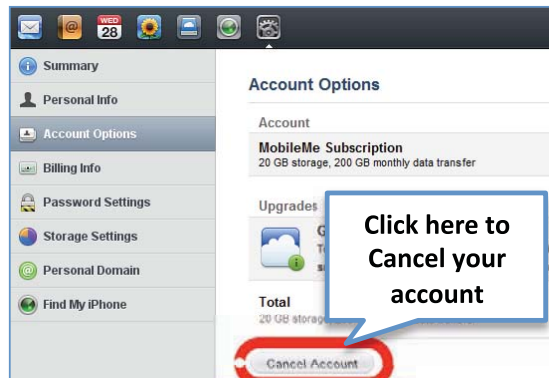 WED
28
Summary
Personal Info
Account Options
Billing Info
Password Settings
Storage Settings
Personal Domain
Find My iPhone
Account Options
Account
MobileMe Subscription
20 GB storage, 200 GB monthly data transfer
Upgrades
Total
20 GB storage
Cancel Account
Click here to
Cancel your
account